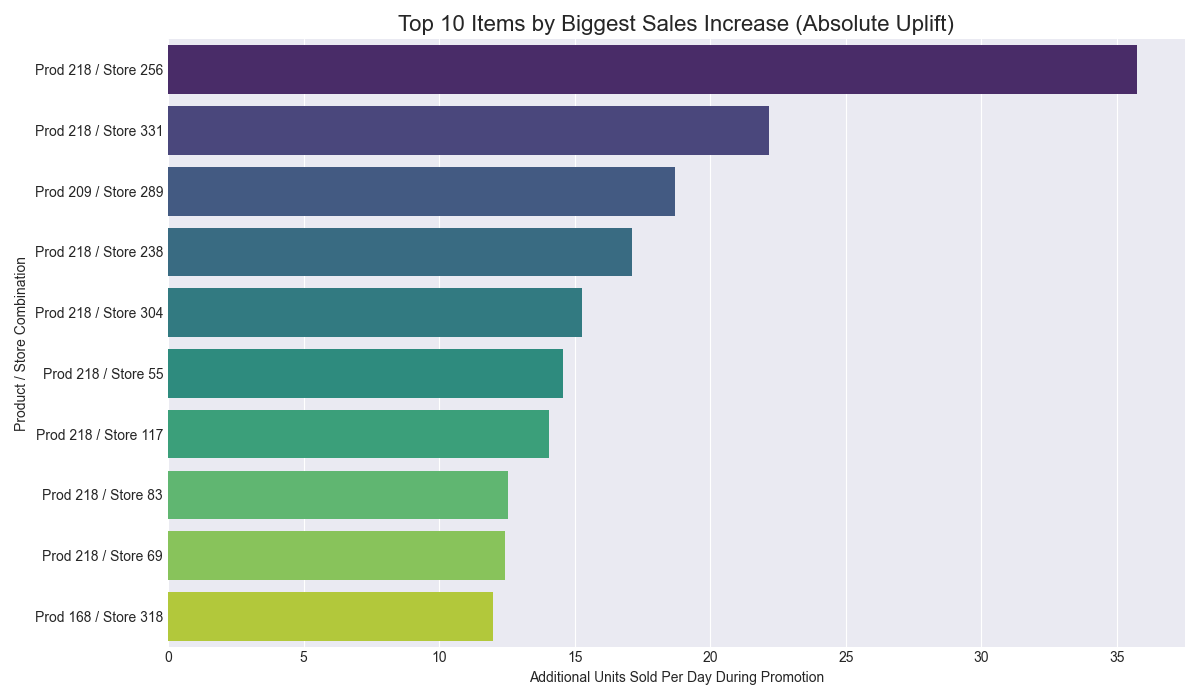 Top 10 Items by Biggest Sales Increase (Absolute Uplift)
Product / Store Combination
Prod 218 / Store 256
Prod 218 / Store 331
Prod 209 / Store 289
Prod 218 / Store 238
Prod 218 / Store 304
Prod 218 / Store 55
Prod 218 / Store 117
Prod 218 / Store 83
Prod 218 / Store 69
Prod 168 / Store 318
0 5 10 15 20 25 30 35
Additional Units Sold Per Day During Promotion